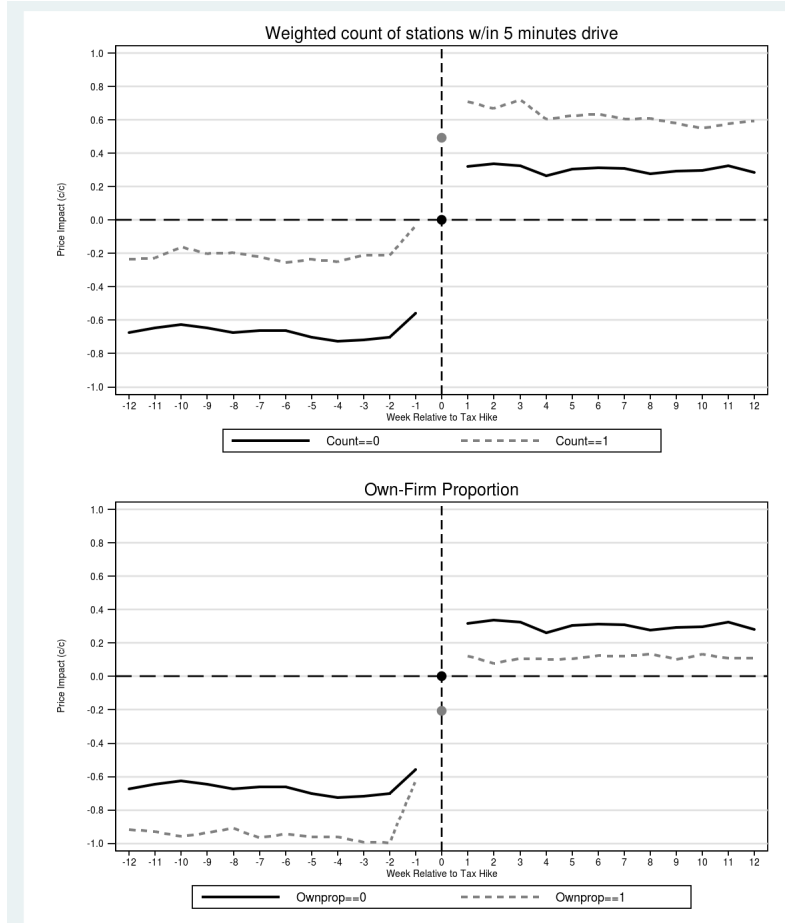 Weighted count of stations w/in 5 minutes drive
1.0
0.8
0.6
0.4
0.2
0.0
-0.2
-0.4
-0.6
-0.8
-1.0
Price Impact (c/c)
-12 -11 -10 -9 -8 -7 -6 -5 -4 -3 -2 -1 0 1 2 3 4 5 6 7 8 9 10 11 12
Week Relative to Tax Hike
Count==0 Count==1
Own-Firm Proportion
1.0
0.8
0.6
0.4
0.2
0.0
-0.2
-0.4
-0.6
-0.8
-1.0
Price Impact (c/c)
-12 -11 -10 -9 -8 -7 -6 -5 -4 -3 -2 -1 0 1 2 3 4 5 6 7 8 9 10 11 12
Week Relative to Tax Hike
Ownprop==0 Ownprop==1